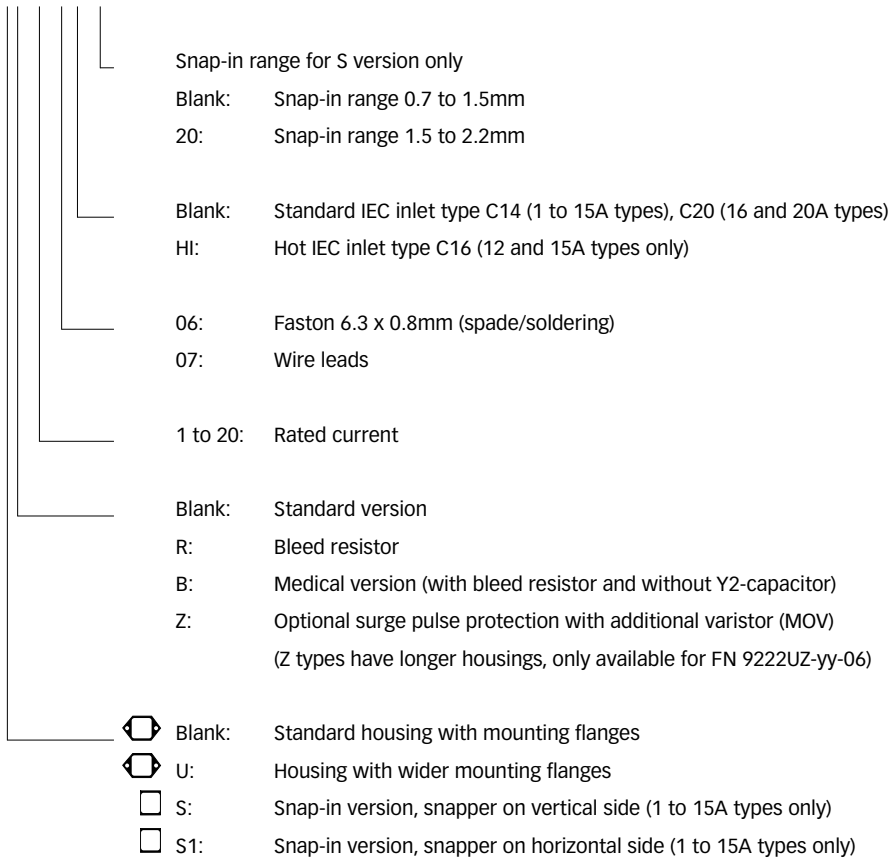 Snap-in range for S version only
Blank: Snap-in range 0.7 to 1.5mm
20: Snap-in range 1.5 to 2.2mm
Blank: Standard IEC inlet type C14 (1 to 15A types), C20 (16 and 20A types)
HI: Hot IEC inlet type C16 (12 and 15A types only)
06: Faston 6.3 x 0.8mm (spade/soldering)
07: Wire leads
1 to 20: Rated current
Blank: Standard version
R: Bleed resistor
B: Medical version (with bleed resistor and without Y2-capacitor)
Z: Optional surge pulse protection with additional varistor (MOV)
(Z types have longer housings, only available for FN 9222UZ-yy-06)
Blank: Standard housing with mounting flanges
U: Housing with wider mounting flanges
S: Snap-in version, snapper on vertical side (1 to 15A types only)
S1: Snap-in version, snapper on horizontal side (1 to 15A types only)